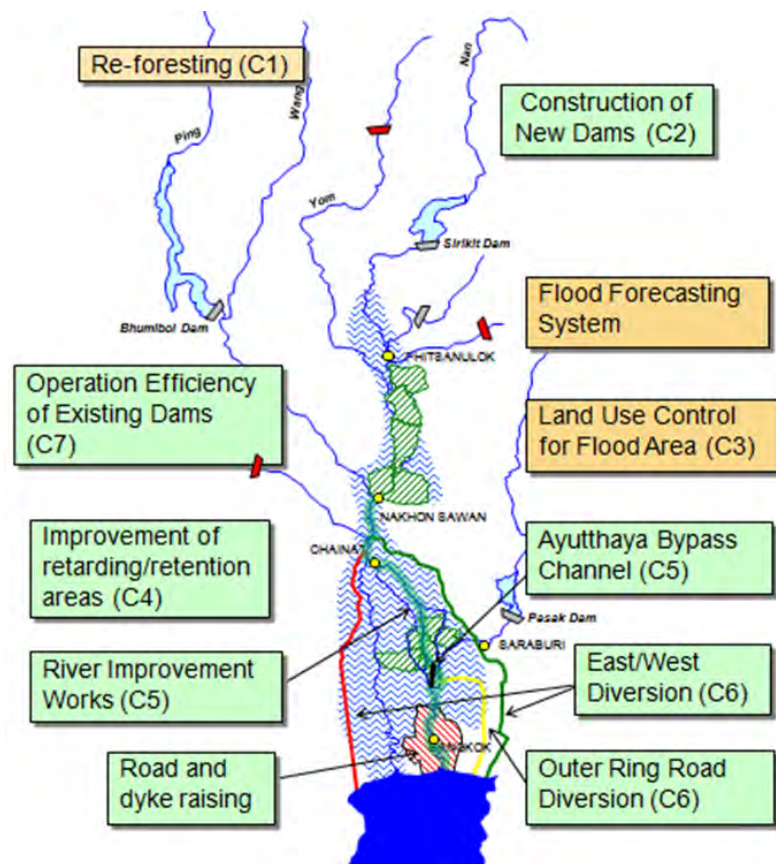 Re-foresting (C1)
Nan
Wang
Construction of
New Dams (C2)
Ping
Yom
Sirikit Dam
Flood Forecasting
System
Bhumibol Dam
PHITSANULOK
Operation Efficiency
of Existing Dams
(C7)
Land Use Control
for Flood Area (C3)
NAKHON SAWAN
Improvement of
retarding/retention
areas (C4)
CHAINAT
Ayutthaya Bypass
Channel (C5)
Pasak Dam
SARABURI
River Improvement
Works (C5)
East/West
Diversion (C6)
BANGKOK
Road and
dyke raising
Outer Ring Road
Diversion (C6)